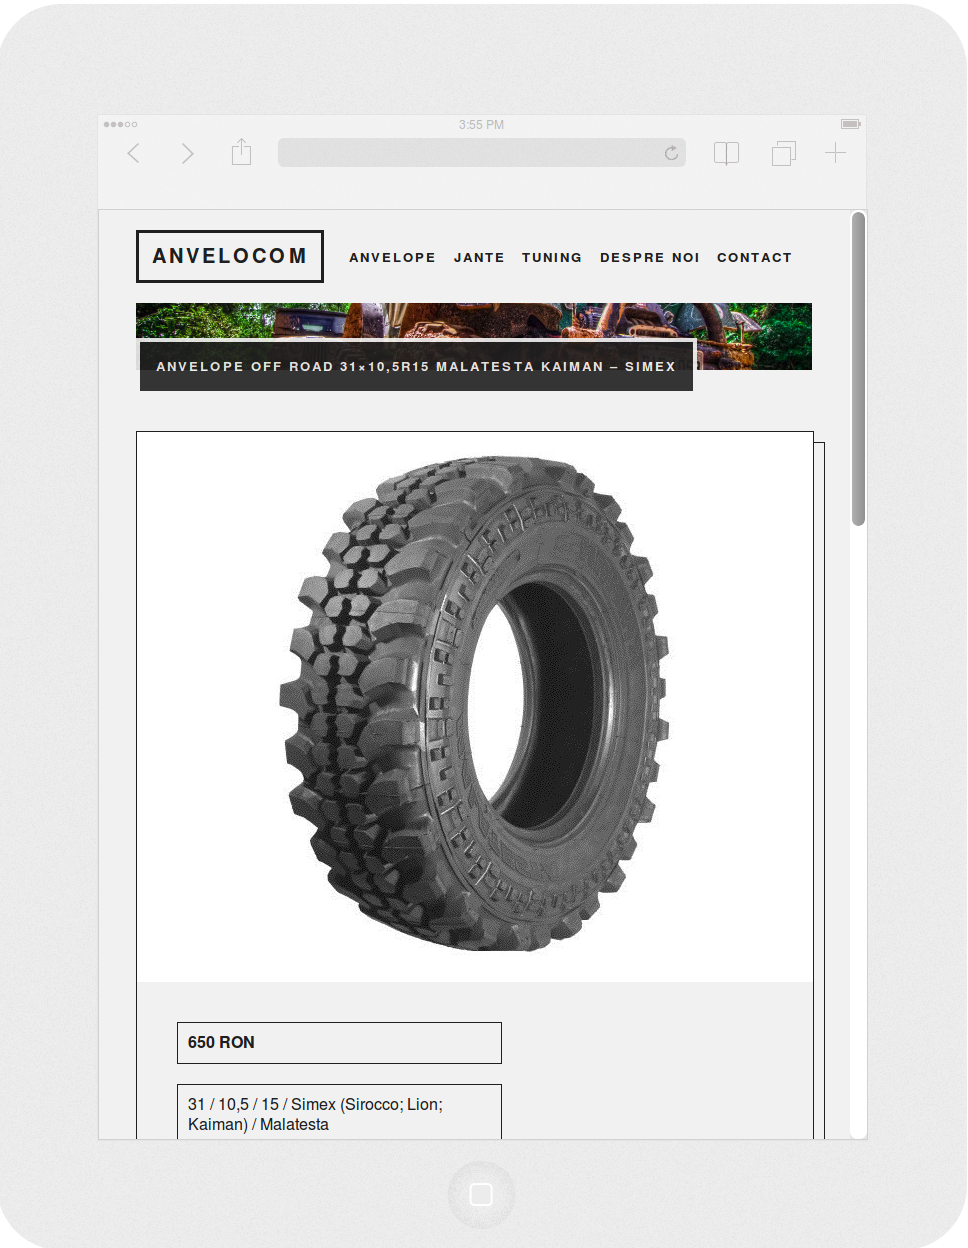 3:55 PM
ANVELOCOM
ANVELOPE JANTE TUNING DESPRE NOI CONTACT
ANVELOPE OFF ROAD 31×10,5R15 MALATESTA KAIMAN – SIMEX
650 RON
31 / 10,5 / 15 / Simex (Sirocco; Lion;
Kaiman) / Malatesta